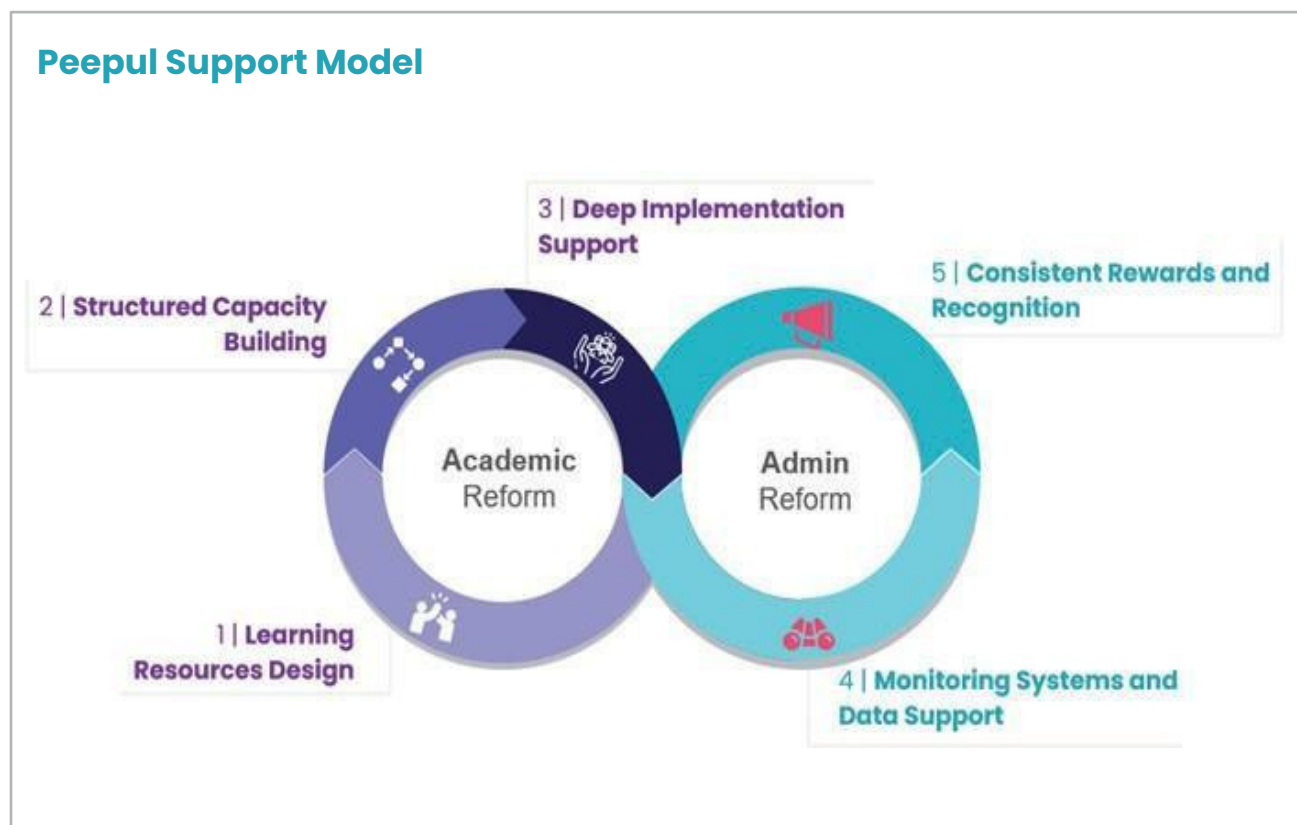 Peepul Support Model
3 | Deep Implementation
Support
5 | Consistent Rewards and
Recognition
2 | Structured Capacity
Building
Academic
Reform
Admin
Reform
1 | Learning
Resources Design
4 | Monitoring Systems and
Data Support